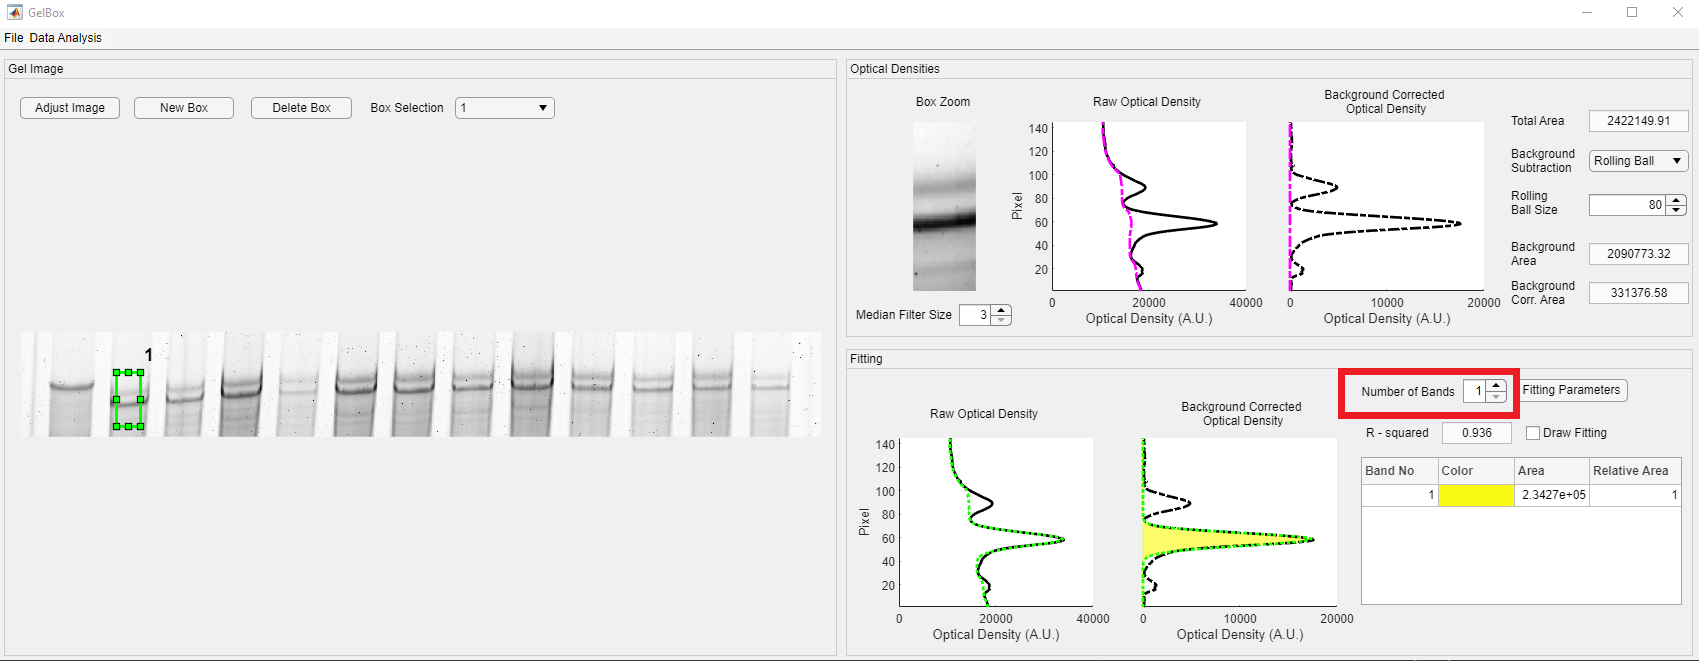 GelBox
File Data Analysis
Gel Image
Adjust Image
New Box
Delete Box
Box Selection
1
1
Optical Densities
Box Zoom
Median Filter Size
3
Raw Optical Density
140
120
100
80
60
40
20
Pixel
0
20000
40000
Optical Density (A.U.)
Background Corrected
Optical Density
0
10000
20000
Optical Density (A.U.)
Total Area
2422149.91
Background
Subtraction
Rolling Ball
Rolling
Ball Size
80
Background
Area
2090773.32
Background
Corr. Area
331376.58
Fitting
Number of Bands
1
Fitting Parameters
R - squared
0.936
Draw Fitting
Raw Optical Density
140
120
100
80
60
40
20
Pixel
0
20000
40000
Optical Density (A.U.)
Background Corrected
Optical Density
0
10000
20000
Optical Density (A.U.)
Band No Color Area Relative Area
1 2.3427e+05 1